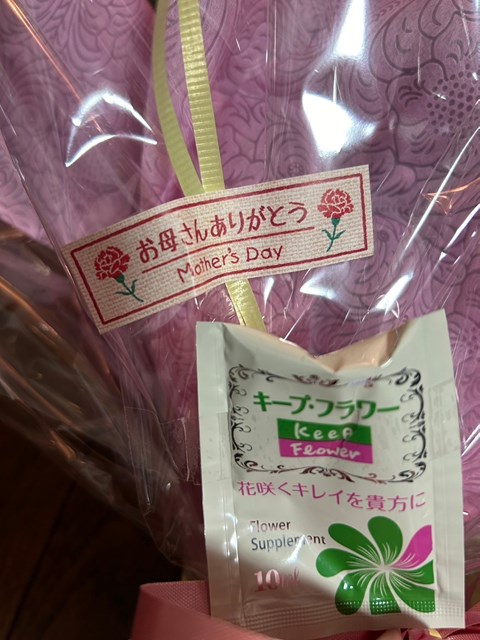 お母さんありがとう
Mother's Day
キープ・フラワー
Keep
Flower
花咲くキレイを貴方に
Flower
Supplement
10ml